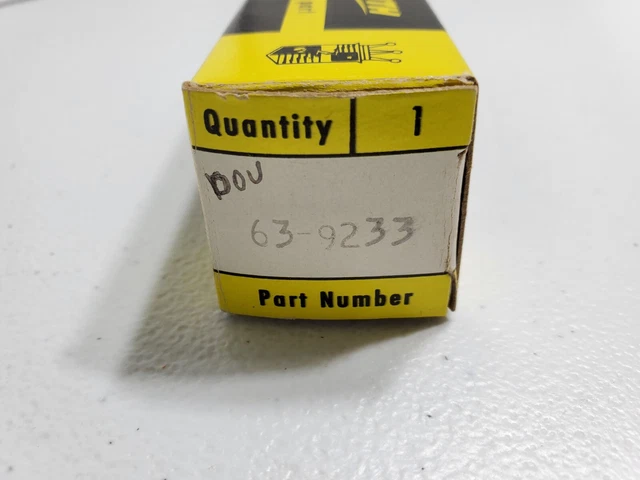 Quantity 1
DOU
63-9233
Part Number